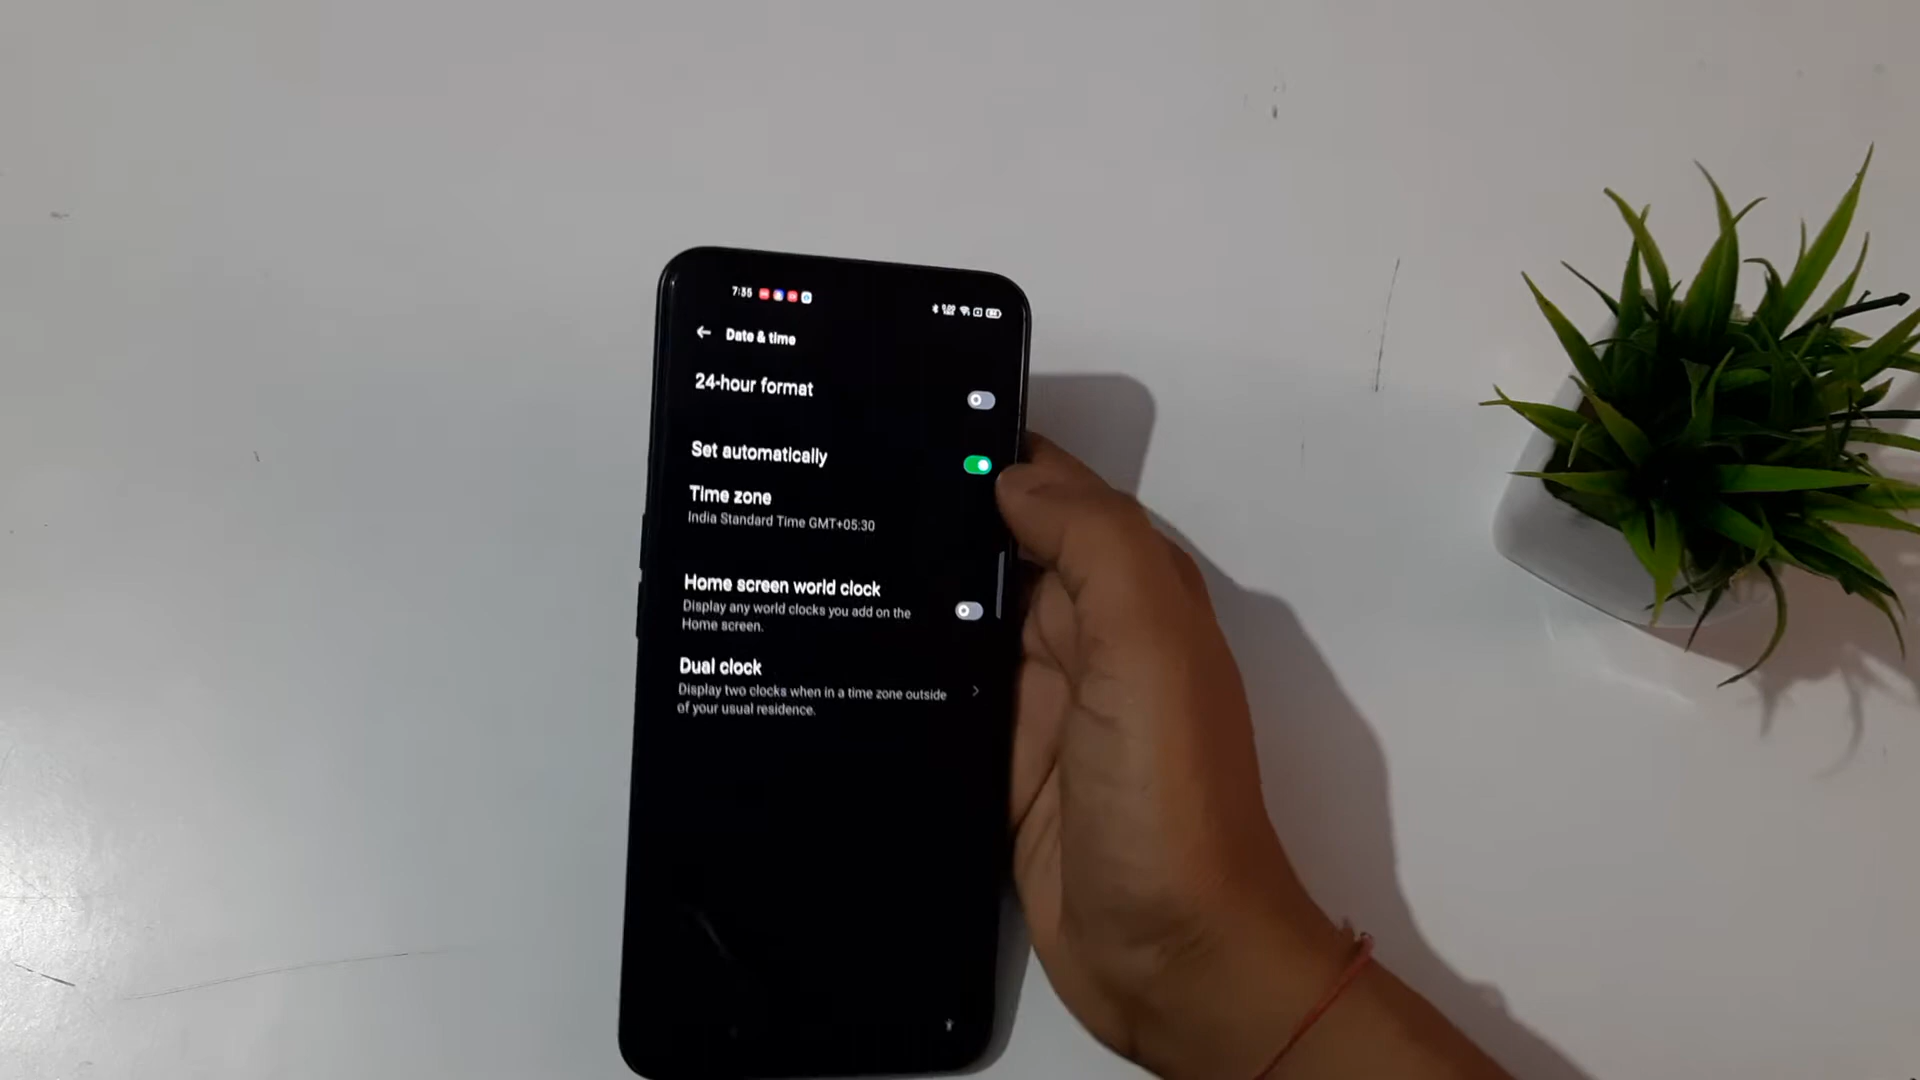 7:35
Date & time
24-hour format
Set automatically
Time zone
India Standard Time GMT+05:30
Home screen world clock
Display any world clocks you add on the
Home screen.
Dual clock
Display two clocks when in a time zone outside
of your usual residence.